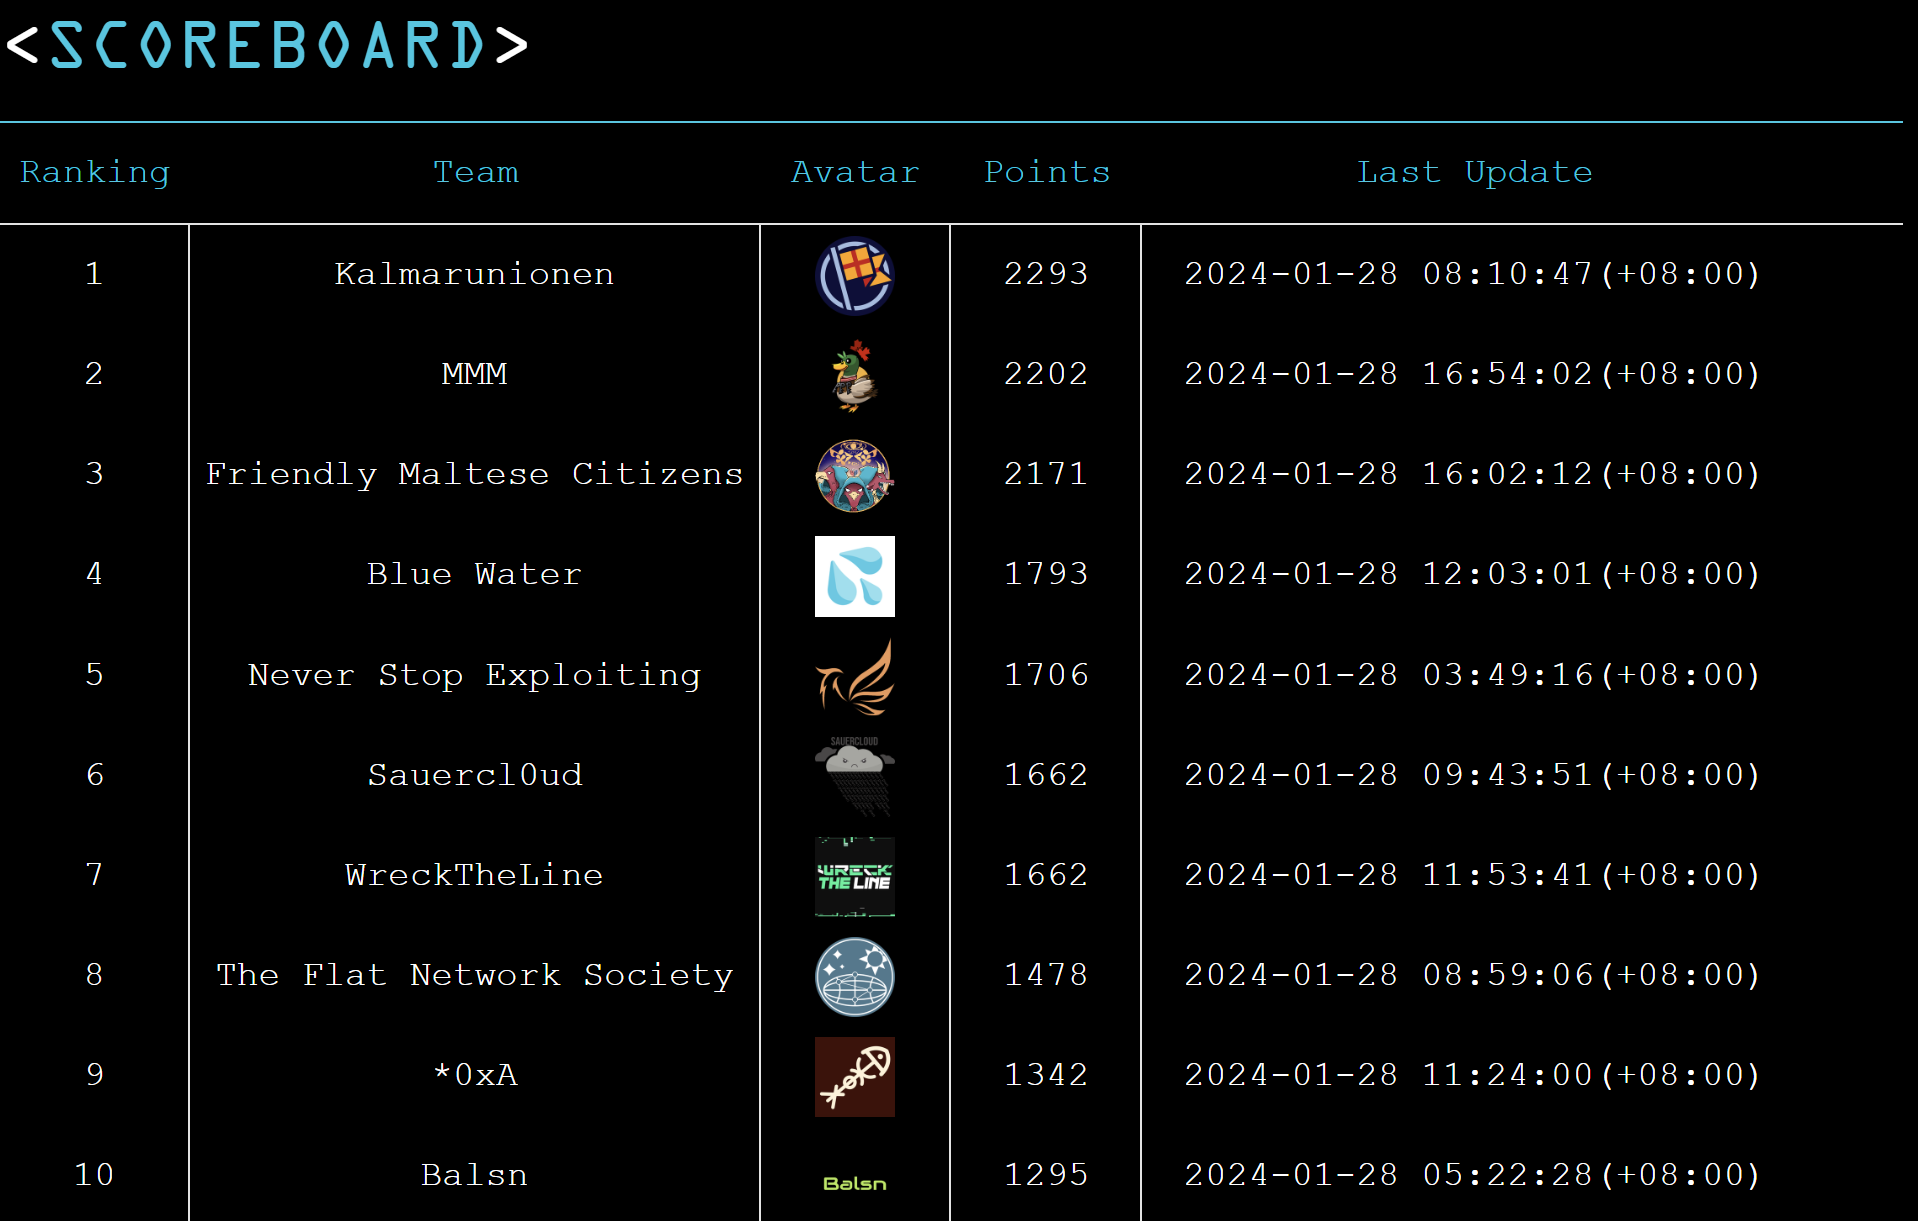 <SCOREBOARD>
Ranking Team Avatar Points Last Update
1 Kalmarunionen 2293 2024-01-28 08:10:47(+08:00)
2 MMM 2202 2024-01-28 16:54:02(+08:00)
3 Friendly Maltese Citizens 2171 2024-01-28 16:02:12(+08:00)
4 Blue Water 1793 2024-01-28 12:03:01(+08:00)
5 Never Stop Exploiting 1706 2024-01-28 03:49:16(+08:00)
SAUERCLOUD
6 Sauercl0ud 1662 2024-01-28 09:43:51(+08:00)
7 WreckTheLine WRECK THE LINE 1662 2024-01-28 11:53:41(+08:00)
8 The Flat Network Society 1478 2024-01-28 08:59:06(+08:00)
9 *0xA 1342 2024-01-28 11:24:00(+08:00)
10 Balsn Balsn 1295 2024-01-28 05:22:28(+08:00)